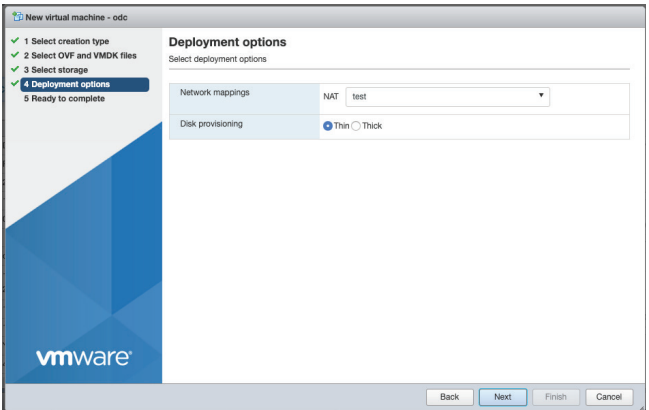 New virtual machine - odc
1 Select creation type
2 Select OVF and VMDK files
3 Select storage
4 Deployment options
5 Ready to complete
Deployment options
Select deployment options
Network mappings NAT test
Disk provisioning Thin Thick
vmware®
Back Next Finish Cancel